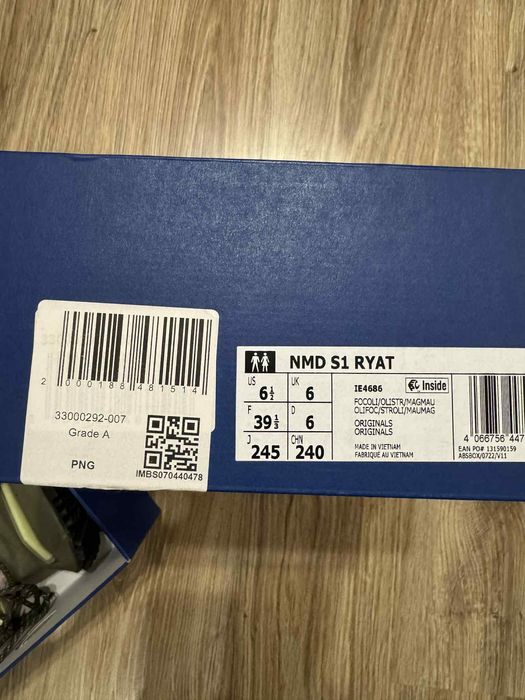 2 000188 481514
33000292-007
Grade A
PNG
IMBS070440478
NMD S1 RYAT
US
6½
UK
6
F
39⅓
D
6
J
245
CHN
240
IE4686
Inside
FOCOLI/OLISTR/MAGMAU
OLIFOC/STROLI/MAUMAG
ORIGINALS
ORIGINALS
MADE IN VIETNAM
FABRIQUÉ AU VIETNAM
4 066756 447
EAN PO# 131590159
ABSBOX/0722/V11